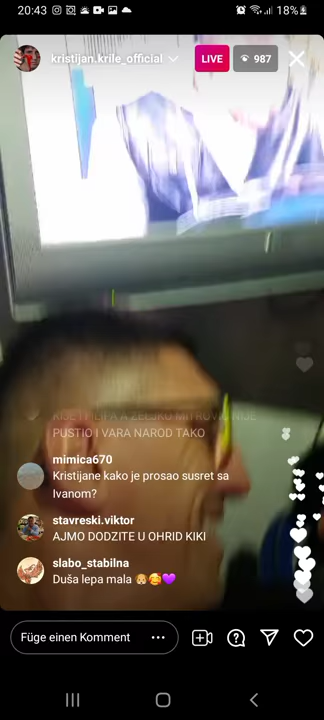 20:43
18%
kristijan.krile_official
LIVE
987
PUSTIO I VARA NAROD TAKO
mimica670
Kristijane kako je prosao susret sa
Ivanom?
stavreski.viktor
AJMO DODZITE U OHRID KIKI
slabo_stabilna
Duša lepa mala 🙈🥰💜
Füge einen Kommentar